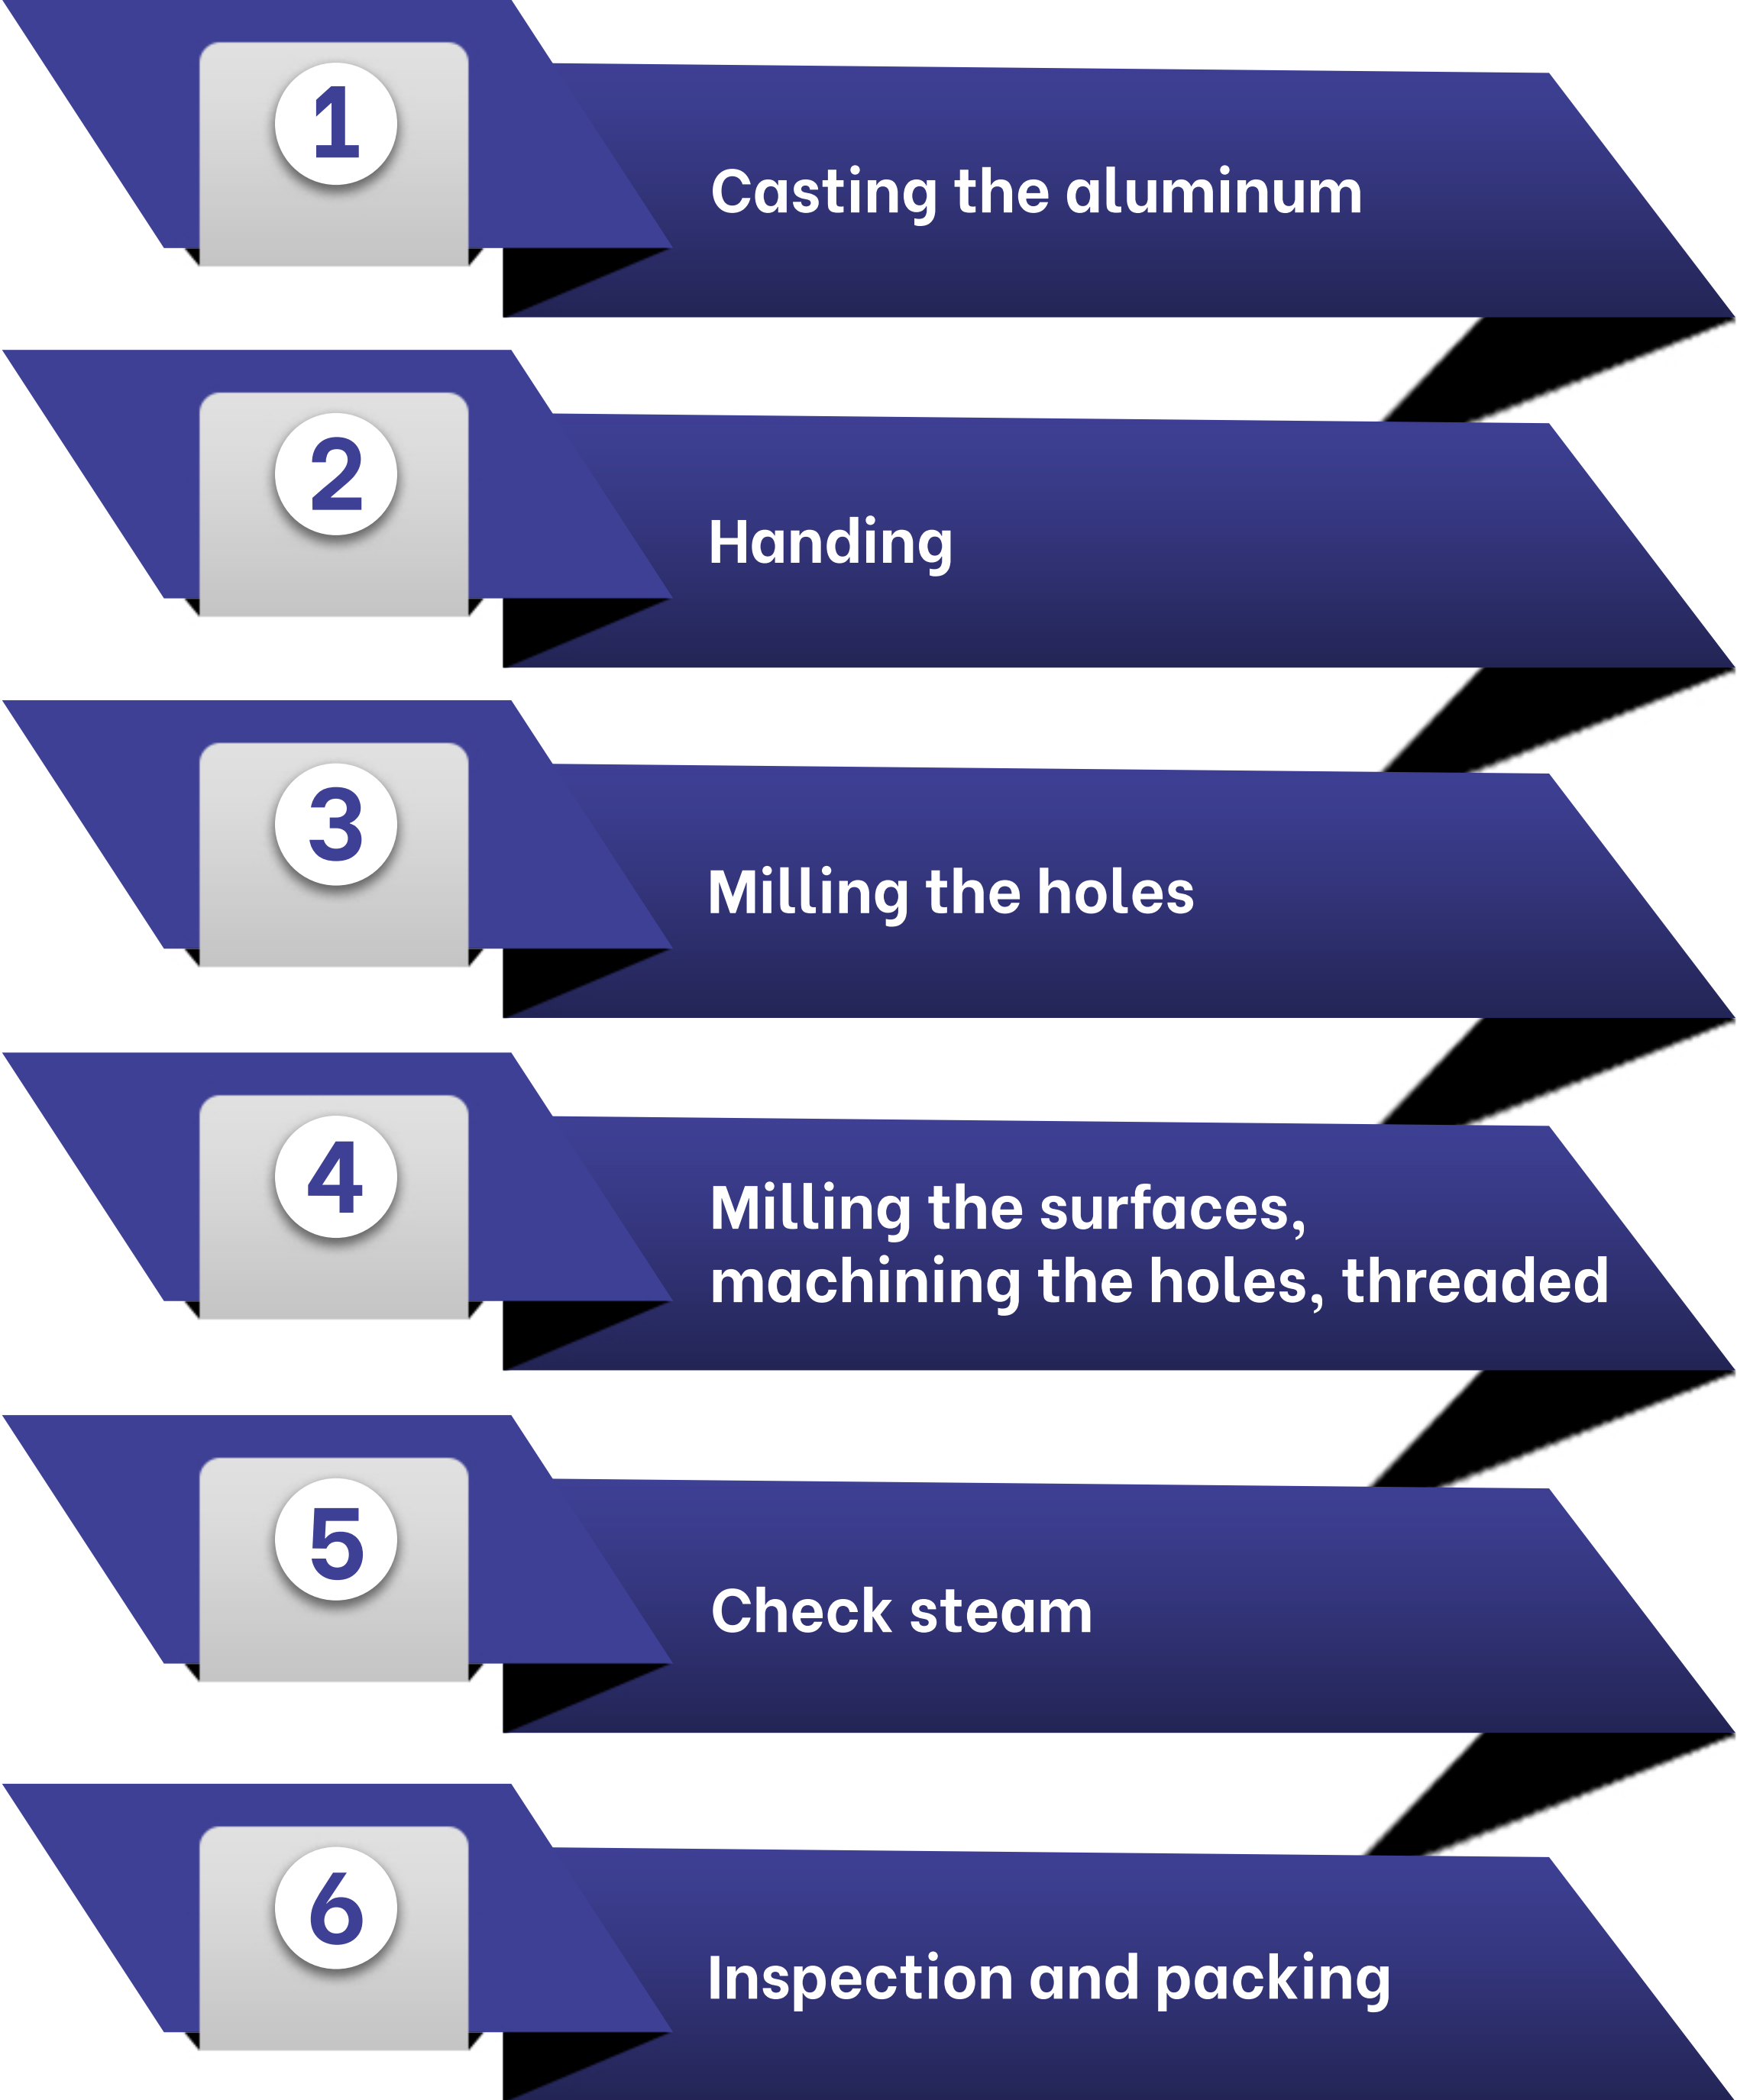 1
Casting the aluminum
2
Handing
3
Milling the holes
4
Milling the surfaces,
machining the holes, threaded
5
Check steam
6
Inspection and packing